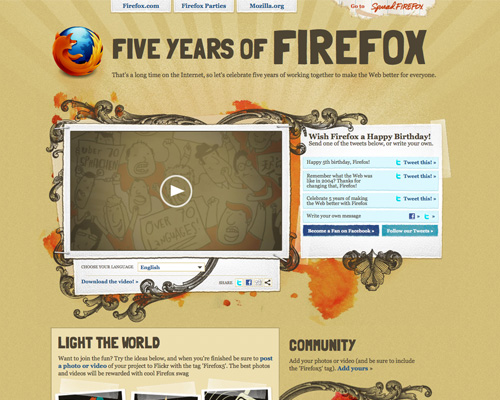 Firefox.com Firefox Parties Mozilla.org Go to Spread FIREFOX
FIVE YEARS OF FIREFOX
That's a long time on the Internet, so let's celebrate five years of working together to make the Web better for everyone.
Wish Firefox a Happy Birthday!
Send one of the tweets below, or write your own.
Happy 5th birthday, Firefox! Tweet this! »
Remember what the Web was
like in 2004? Thanks for
changing that, Firefox! Tweet this! »
Celebrate 5 years of making
the Web better with Firefox Tweet this! »
Write your own message
Become a Fan on Facebook » Follow our Tweets »
CHOOSE YOUR LANGUAGE English
Download the video! » SHARE
LIGHT THE WORLD
Want to join the fun? Try the ideas below, and when you're finished be sure to post
a photo or video of your project to Flickr with the tag 'Firefox5'. The best photos
and videos will be rewarded with cool Firefox swag
COMMUNITY
Add your photos or video (and be sure to include
the 'Firefox5' tag). Add yours »